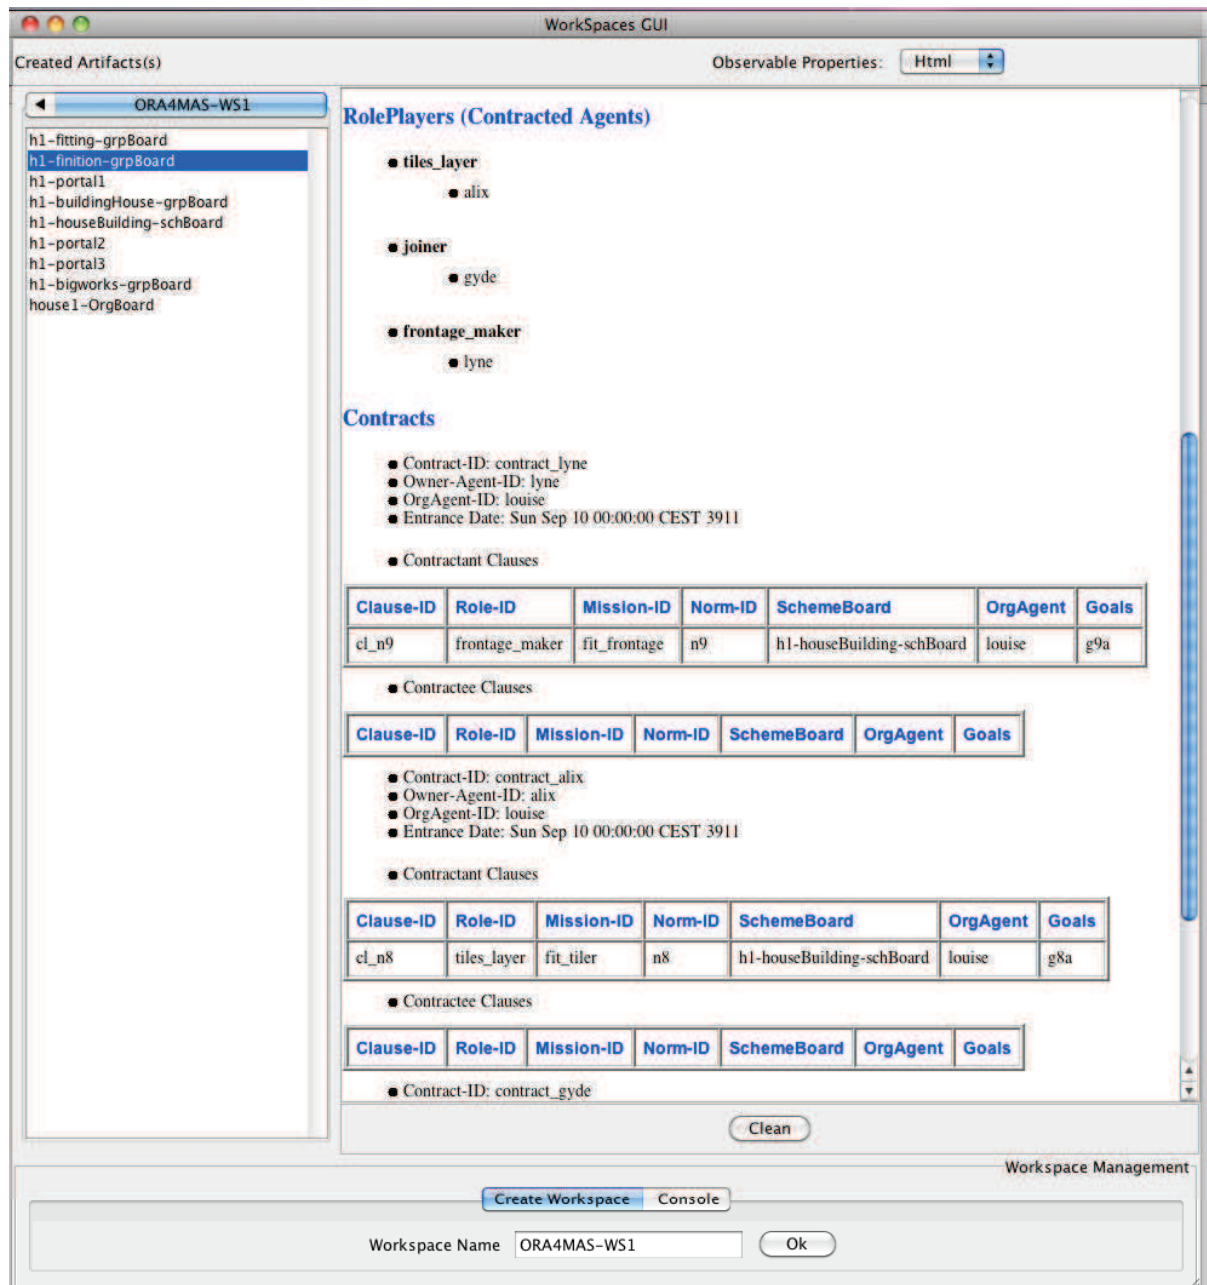 WorkSpaces GUI
Created Artifacts(s)
Observable Properties: Html
ORA4MAS-WS1
h1-fitting-grpBoard
h1-finition-grpBoard
h1-portal1
h1-buildingHouse-grpBoard
h1-houseBuilding-schBoard
h1-portal2
h1-portal3
h1-bigworks-grpBoard
house1-OrgBoard
RolePlayers (Contracted Agents)
tiles_layer
alix
joiner
gyde
frontage_maker
lyne
Contracts
Contract-ID: contract_lyne
Owner-Agent-ID: lyne
OrgAgent-ID: louise
Entrance Date: Sun Sep 10 00:00:00 CEST 3911
Contractant Clauses
Clause-ID Role-ID Mission-ID Norm-ID SchemeBoard OrgAgent Goals
cl_n9 frontage_maker fit_frontage n9 h1-houseBuilding-schBoard louise g9a
Contractee Clauses
Clause-ID Role-ID Mission-ID Norm-ID SchemeBoard OrgAgent Goals
Contract-ID: contract_alix
Owner-Agent-ID: alix
OrgAgent-ID: louise
Entrance Date: Sun Sep 10 00:00:00 CEST 3911
Contractant Clauses
Clause-ID Role-ID Mission-ID Norm-ID SchemeBoard OrgAgent Goals
cl_n8 tiles_layer fit_tiler n8 h1-houseBuilding-schBoard louise g8a
Contractee Clauses
Clause-ID Role-ID Mission-ID Norm-ID SchemeBoard OrgAgent Goals
Contract-ID: contract_gyde
Clean
Workspace Management
Create Workspace Console
Workspace Name ORA4MAS-WS1 Ok